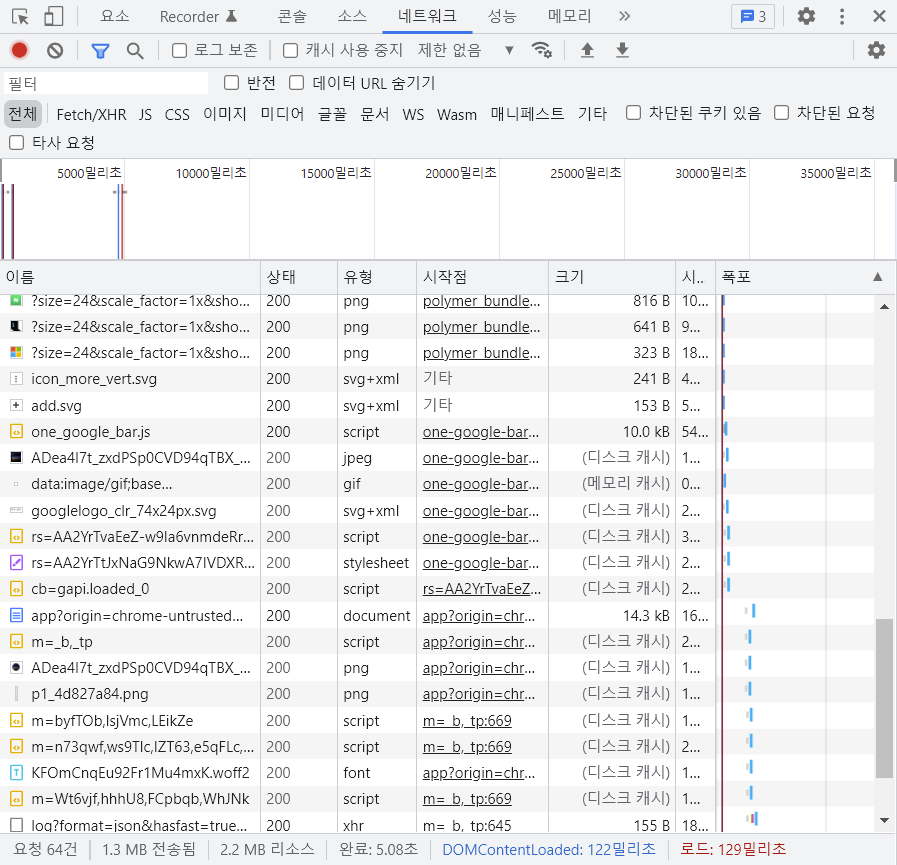 요소 Recorder 콘솔 소스 네트워크 성능 메모리 3
로그 보존 캐시 사용 중지 제한 없음
필터 반전 데이터 URL 숨기기
전체 Fetch/XHR JS CSS 이미지 미디어 글꼴 문서 WS Wasm 매니페스트 기타 차단된 쿠키 있음 차단된 요청
타사 요청
5000밀리초 10000밀리초 15000밀리초 20000밀리초 25000밀리초 30000밀리초 35000밀리초
이름 상태 유형 시작점 크기 시.. 폭포
?size=24&scale_factor=1x&sho... 200 png polymer_bundle... 816 B 10...
?size=24&scale_factor=1x&sho... 200 png polymer_bundle... 641 B 9...
?size=24&scale_factor=1x&sho... 200 png polymer_bundle... 323 B 18...
icon_more_vert.svg 200 svg+xml 기타 241 B 4...
add.svg 200 svg+xml 기타 153 B 5...
one_google_bar.js 200 script one-google-bar... 10.0 kB 54...
ADea4I7t_zxdPSp0CVD94qTBX_... 200 jpeg one-google-bar... (디스크 캐시) 1...
data:image/gif;base... 200 gif one-google-bar... (메모리 캐시) 0...
googlelogo_clr_74x24px.svg 200 svg+xml one-google-bar... (디스크 캐시) 2...
rs=AA2YrTvaEeZ-w9Ia6vnmdeRr... 200 script one-google-bar... (디스크 캐시) 3...
rs=AA2YrTtJxNaG9NkwA7IVDXR... 200 stylesheet one-google-bar... (디스크 캐시) 2...
cb=gapi.loaded_0 200 script rs=AA2YrTvaEeZ... (디스크 캐시) 2...
app?origin=chrome-untrusted... 200 document app?origin=chr... 14.3 kB 16...
m=_b,_tp 200 script app?origin=chr... (디스크 캐시) 2...
ADea4I7t_zxdPSp0CVD94qTBX_... 200 png app?origin=chr... (디스크 캐시) 1...
p1_4d827a84.png 200 png app?origin=chr... (디스크 캐시) 1...
m=byfTOb,lsjVmc,LEikZe 200 script m=_b,_tp:669 (디스크 캐시) 1...
m=n73qwf,ws9Tlc,IZT63,e5qFLc,... 200 script m=_b,_tp:669 (디스크 캐시) 2...
KFOmCnqEu92Fr1Mu4mxK.woff2 200 font app?origin=chr... (디스크 캐시) 1...
m=Wt6vjf,hhhU8,FCpbqb,WhJNk 200 script m=_b,_tp:669 (디스크 캐시) 1...
log?format=json&hasfast=true... 200 xhr m=_b,_tp:645 155 B 18...
요청 64건 1.3 MB 전송됨 2.2 MB 리소스 완료: 5.08초 DOMContentLoaded: 122밀리초 로드: 129밀리초